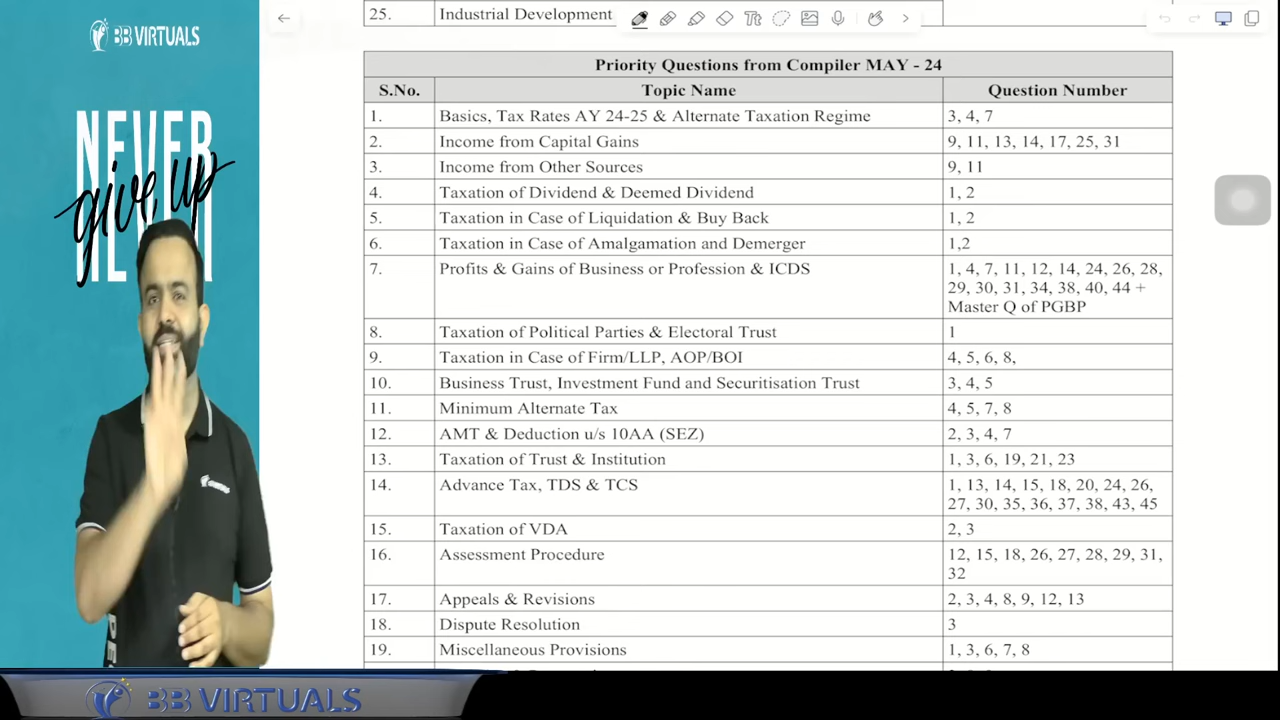 BB VIRTUALS
NEVER
give up
25. Industrial Development
Priority Questions from Compiler MAY - 24
S.No. Topic Name Question Number
1. Basics, Tax Rates AY 24-25 & Alternate Taxation Regime 3, 4, 7
2. Income from Capital Gains 9, 11, 13, 14, 17, 25, 31
3. Income from Other Sources 9, 11
4. Taxation of Dividend & Deemed Dividend 1, 2
5. Taxation in Case of Liquidation & Buy Back 1, 2
6. Taxation in Case of Amalgamation and Demerger 1,2
7. Profits & Gains of Business or Profession & ICDS 1, 4, 7, 11, 12, 14, 24, 26, 28,
29, 30, 31, 34, 38, 40, 44 +
Master Q of PGBP
8. Taxation of Political Parties & Electoral Trust 1
9. Taxation in Case of Firm/LLP, AOP/BOI 4, 5, 6, 8,
10. Business Trust, Investment Fund and Securitisation Trust 3, 4, 5
11. Minimum Alternate Tax 4, 5, 7, 8
12. AMT & Deduction u/s 10AA (SEZ) 2, 3, 4, 7
13. Taxation of Trust & Institution 1, 3, 6, 19, 21, 23
14. Advance Tax, TDS & TCS 1, 13, 14, 15, 18, 20, 24, 26,
27, 30, 35, 36, 37, 38, 43, 45
15. Taxation of VDA 2, 3
16. Assessment Procedure 12, 15, 18, 26, 27, 28, 29, 31,
32
17. Appeals & Revisions 2, 3, 4, 8, 9, 12, 13
18. Dispute Resolution 3
19. Miscellaneous Provisions 1, 3, 6, 7, 8
BB VIRTUALS